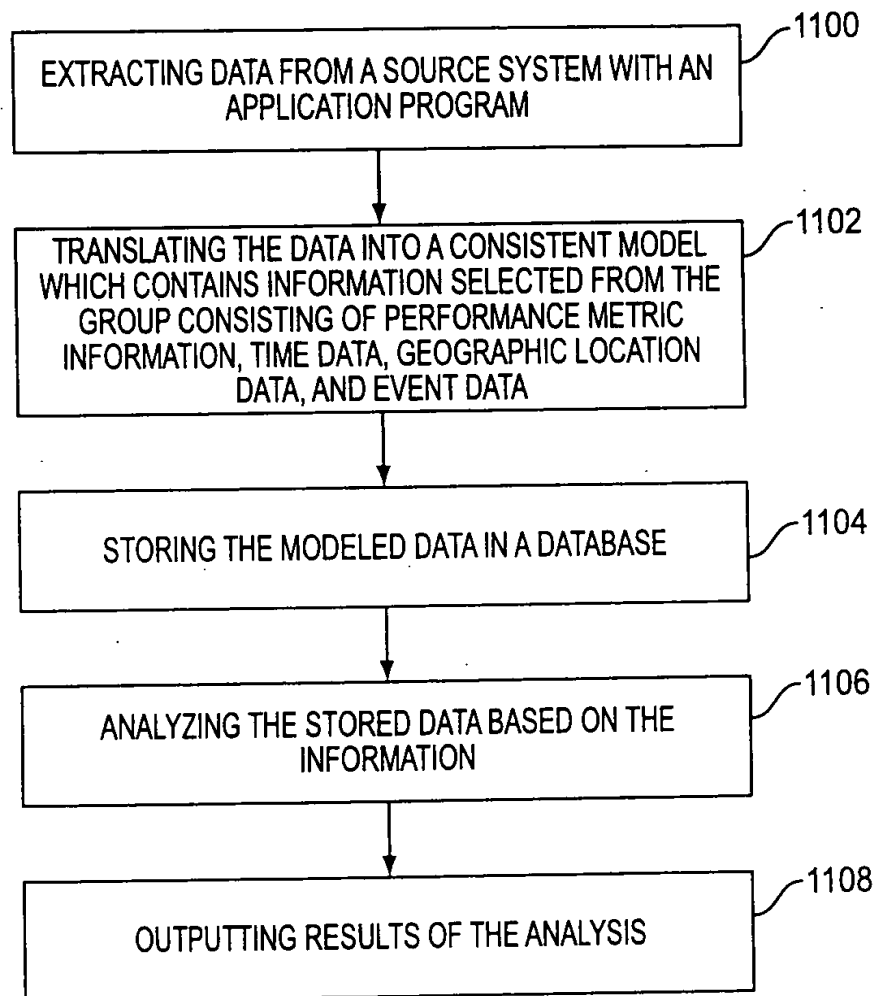 1100
EXTRACTING DATA FROM A SOURCE SYSTEM WITH AN
APPLICATION PROGRAM
1102
TRANSLATING THE DATA INTO A CONSISTENT MODEL
WHICH CONTAINS INFORMATION SELECTED FROM THE
GROUP CONSISTING OF PERFORMANCE METRIC
INFORMATION, TIME DATA, GEOGRAPHIC LOCATION
DATA, AND EVENT DATA
1104
STORING THE MODELED DATA IN A DATABASE
1106
ANALYZING THE STORED DATA BASED ON THE
INFORMATION
1108
OUTPUTTING RESULTS OF THE ANALYSIS